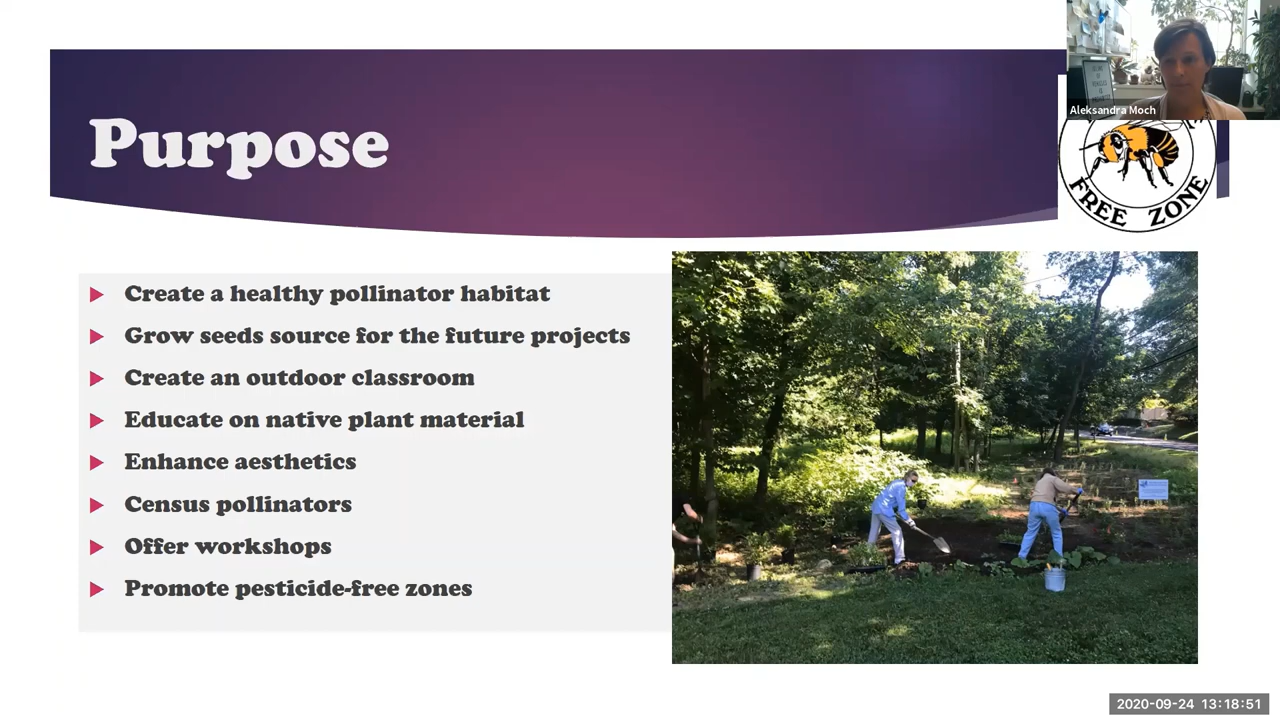 Aleksandra Moch
Purpose
FREE ZONE
Create a healthy pollinator habitat
Grow seeds source for the future projects
Create an outdoor classroom
Educate on native plant material
Enhance aesthetics
Census pollinators
Offer workshops
Promote pesticide-free zones
2020-09-24 13:18:51